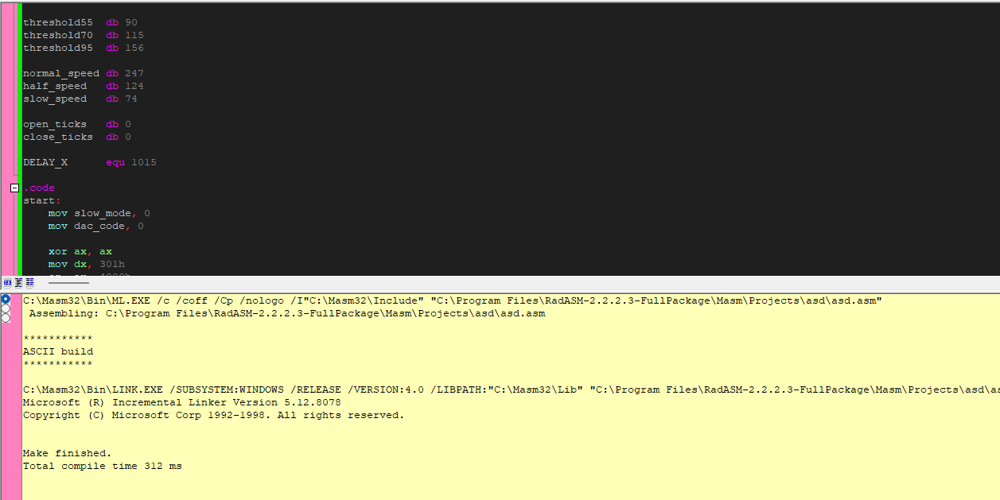 threshold55  db 90
threshold70  db 115
threshold95  db 156
normal_speed db 247
half_speed   db 124
slow_speed   db 74
open_ticks   db 0
close_ticks  db 0
DELAY_X      equ 1015
.code
start:
    mov slow_mode, 0
    mov dac_code, 0
    xor ax, ax
    mov dx, 301h
C:\Masm32\Bin\ML.EXE /c /coff /Cp /nologo /I"C:\Masm32\Include" "C:\Program Files\RadASM-2.2.2.3-FullPackage\Masm\Projects\asd\asd.asm"
 Assembling: C:\Program Files\RadASM-2.2.2.3-FullPackage\Masm\Projects\asd\asd.asm
***********
ASCII build
***********
C:\Masm32\Bin\LINK.EXE /SUBSYSTEM:WINDOWS /RELEASE /VERSION:4.0 /LIBPATH:"C:\Masm32\Lib" "C:\Program Files\RadASM-2.2.2.3-FullPackage\Masm\Projects\asd\as
Microsoft (R) Incremental Linker Version 5.12.8078
Copyright (C) Microsoft Corp 1992-1998. All rights reserved.
Make finished.
Total compile time 312 ms